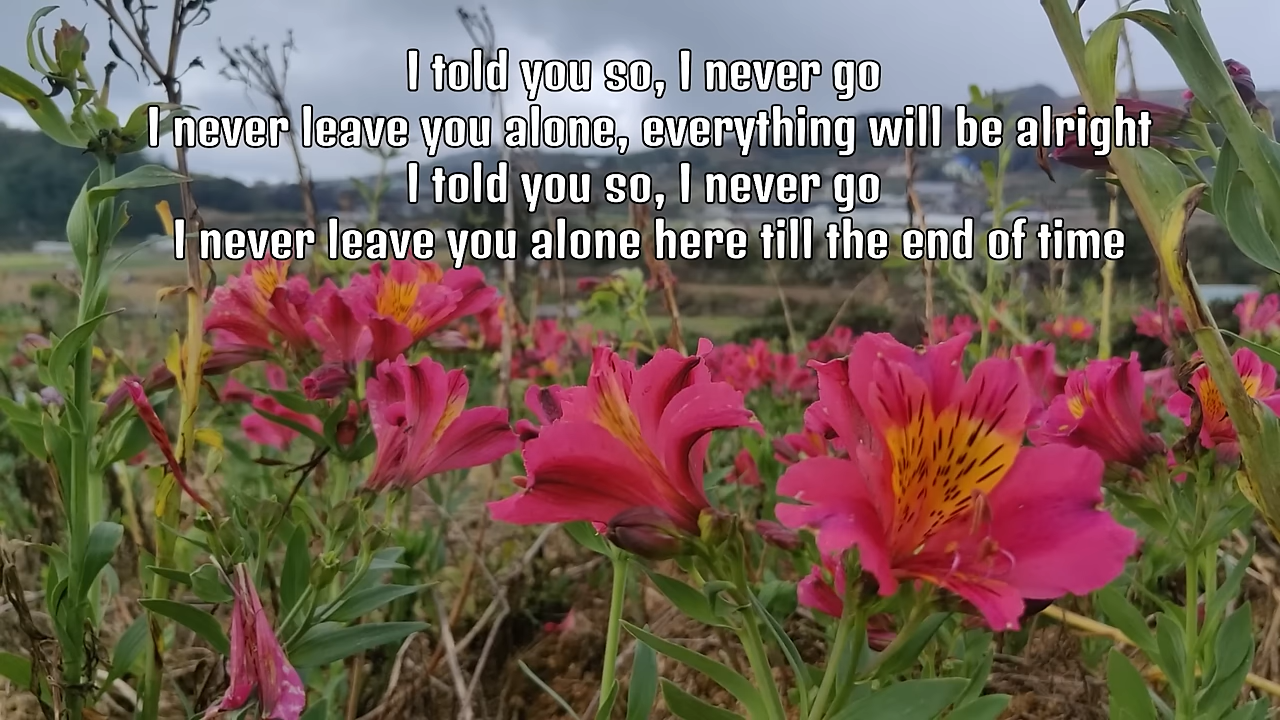 I told you so, I never go
I never leave you alone, everything will be alright
I told you so, I never go
I never leave you alone here till the end of time